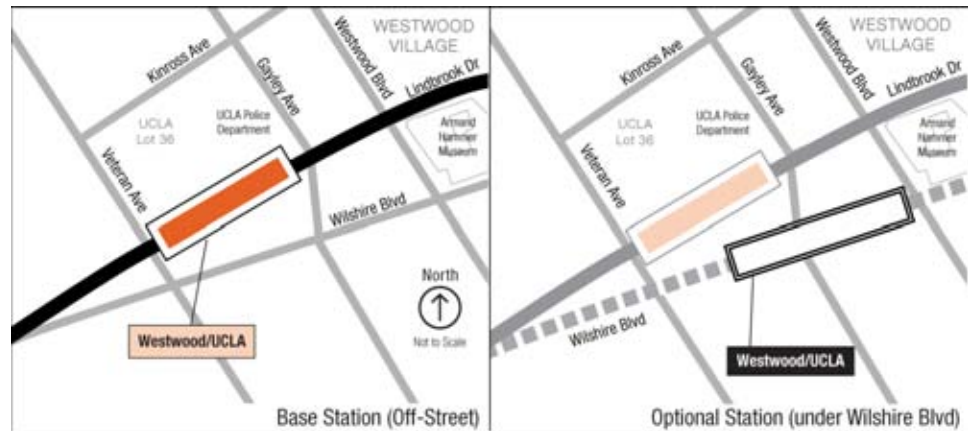 WESTWOOD
VILLAGE
Kinross Ave
Gayley Ave
Westwood Blvd
Lindbrook Dr
UCLA
Lot 36
UCLA Police
Department
Armand
Hammer
Museum
Veteran Ave
Wilshire Blvd
North
Not to Scale
Westwood/UCLA
Base Station (Off-Street)
WESTWOOD
VILLAGE
Kinross Ave
Gayley Ave
Westwood Blvd
Lindbrook Dr
UCLA
Lot 36
UCLA Police
Department
Armand
Hammer
Museum
Veteran Ave
Wilshire Blvd
Westwood/UCLA
Optional Station (under Wilshire Blvd)